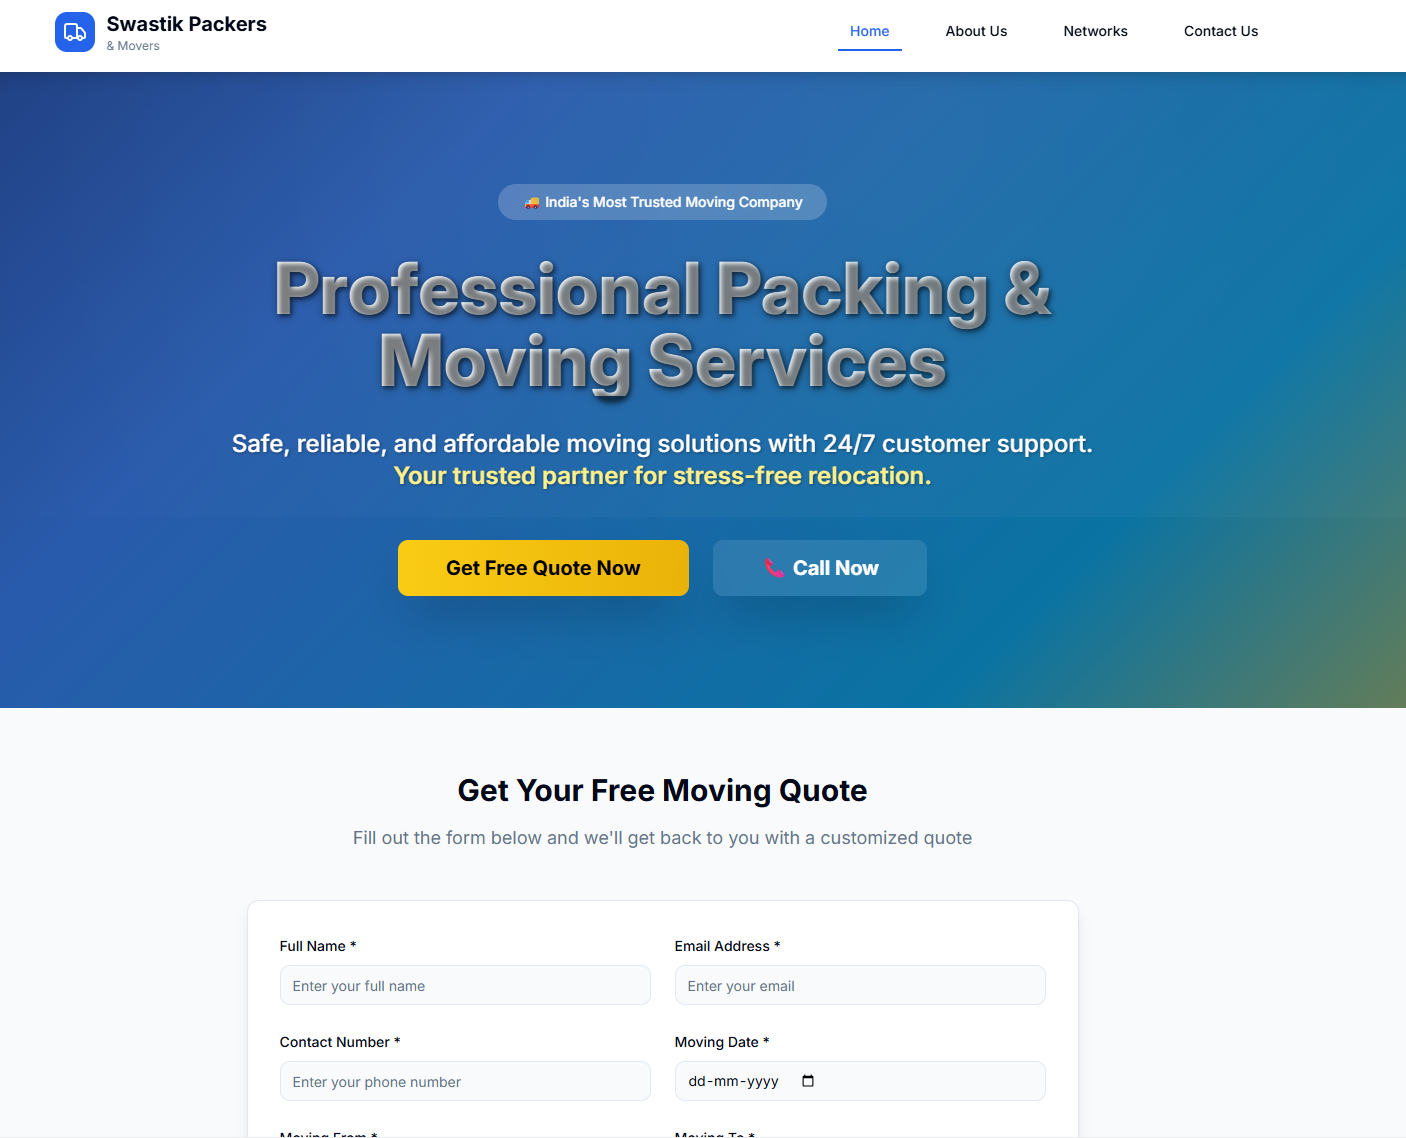 Swastik Packers
& Movers
Home
About Us
Networks
Contact Us
India's Most Trusted Moving Company
Professional Packing &
Moving Services
Safe, reliable, and affordable moving solutions with 24/7 customer support.
Your trusted partner for stress-free relocation.
Get Free Quote Now
Call Now
Get Your Free Moving Quote
Fill out the form below and we'll get back to you with a customized quote
Full Name *
Email Address *
Enter your full name
Enter your email
Contact Number *
Moving Date *
Enter your phone number
dd-mm-yyyy
Moving From *
Moving To *